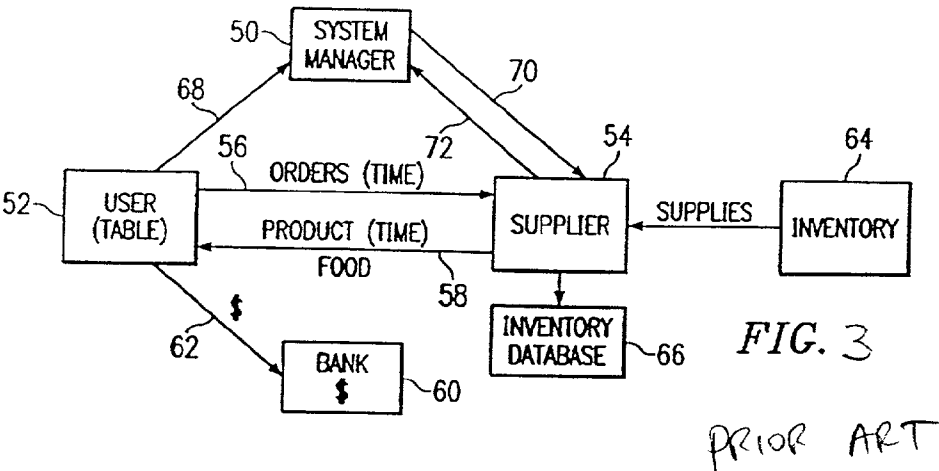 50
SYSTEM
MANAGER
70
68
72
54
64
56
ORDERS (TIME)
52
USER
(TABLE)
SUPPLIER
SUPPLIES
INVENTORY
PRODUCT (TIME)
FOOD
58
$
62
INVENTORY
DATABASE
66
FIG. 3
BANK
$
60
PRIOR ART